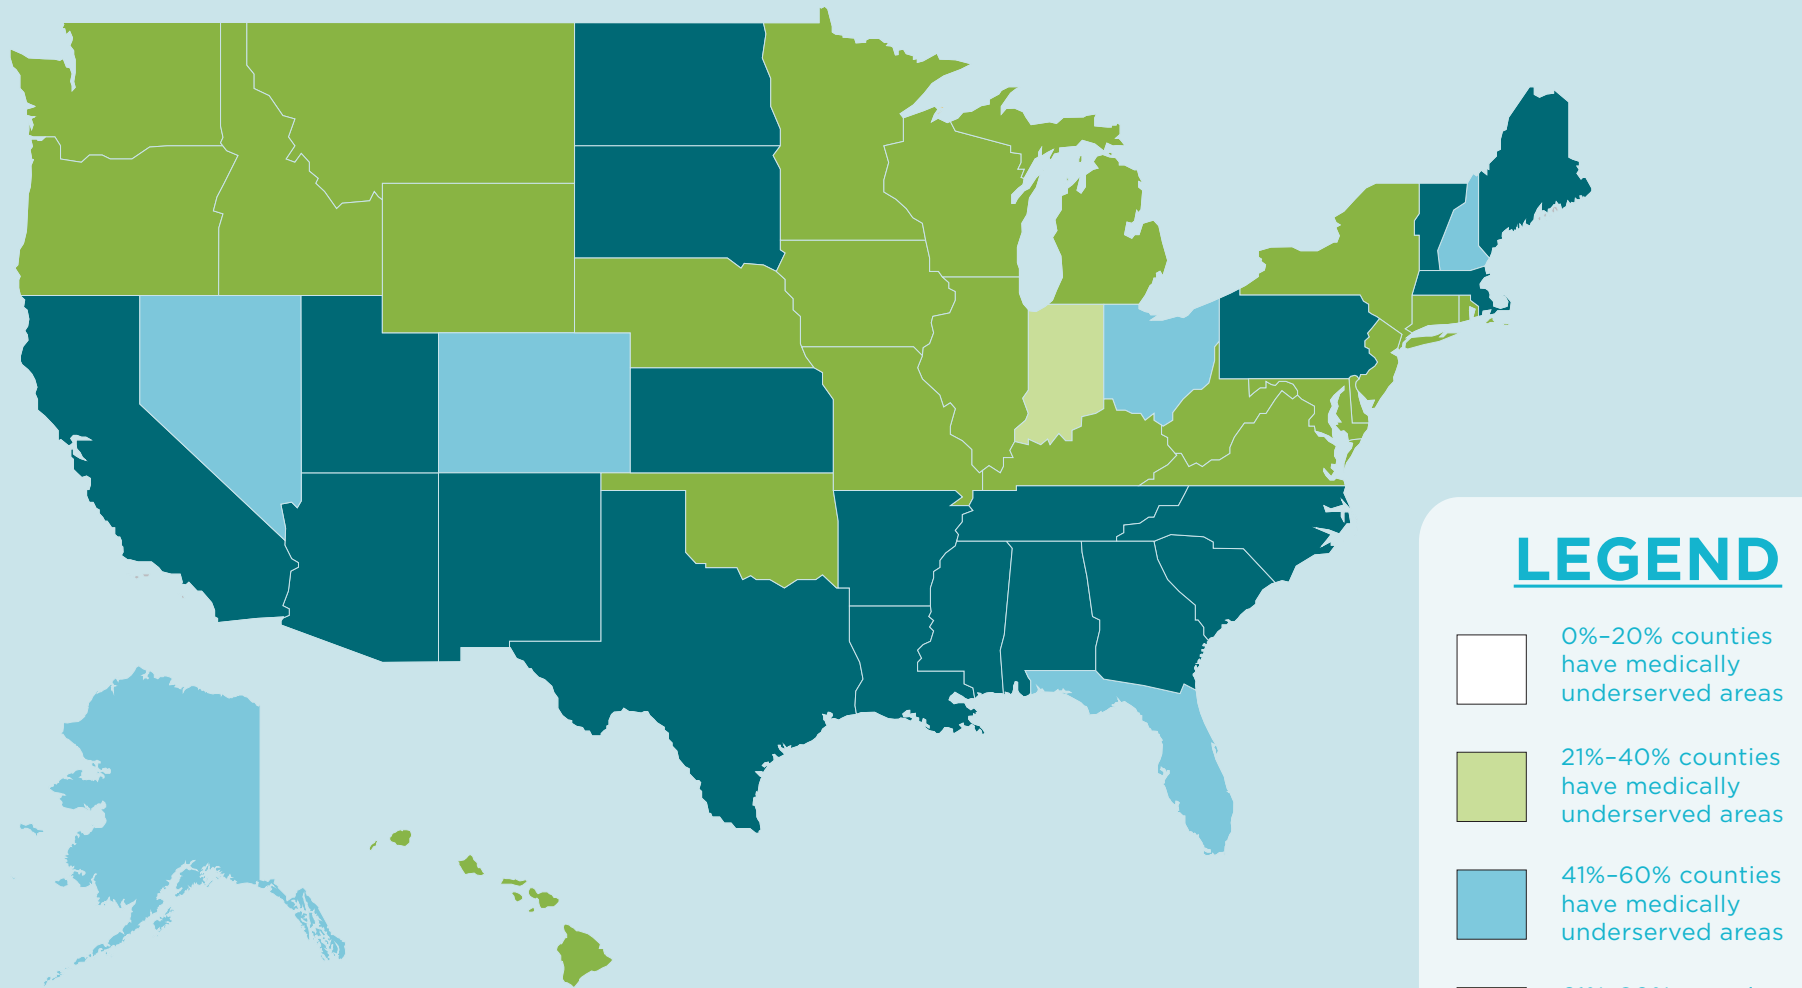 LEGEND
0%–20% counties
have medically
underserved areas
21%–40% counties
have medically
underserved areas
41%–60% counties
have medically
underserved areas